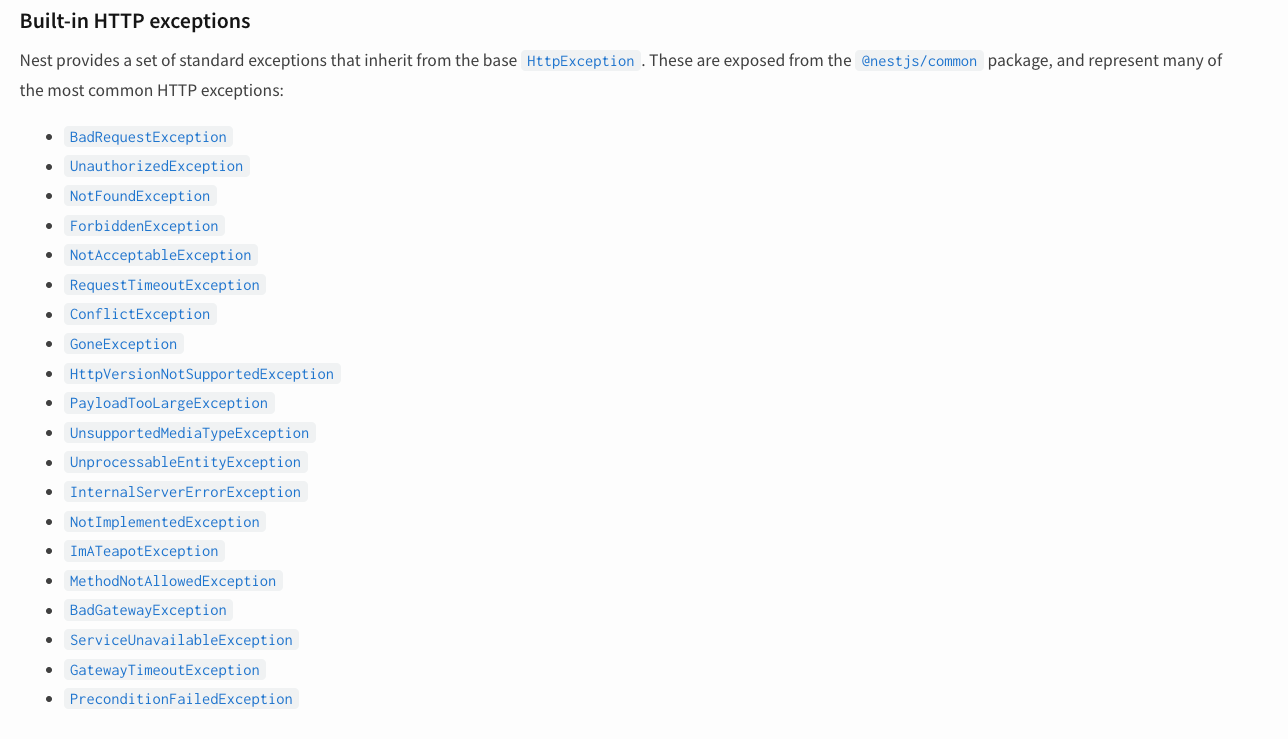 Built-in HTTP exceptions
Nest provides a set of standard exceptions that inherit from the base HttpException . These are exposed from the @nestjs/common package, and represent many of
the most common HTTP exceptions:
BadRequestException
UnauthorizedException
NotFoundException
ForbiddenException
NotAcceptableException
RequestTimeoutException
ConflictException
GoneException
HttpVersionNotSupportedException
PayloadTooLargeException
UnsupportedMediaTypeException
UnprocessableEntityException
InternalServerErrorException
NotImplementedException
ImATeapotException
MethodNotAllowedException
BadGatewayException
ServiceUnavailableException
GatewayTimeoutException
PreconditionFailedException